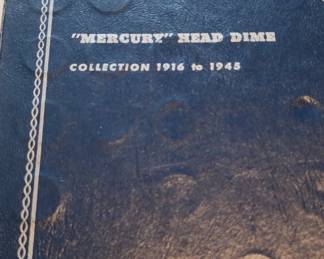 "MERCURY" HEAD DIME
COLLECTION 1916 to 1945